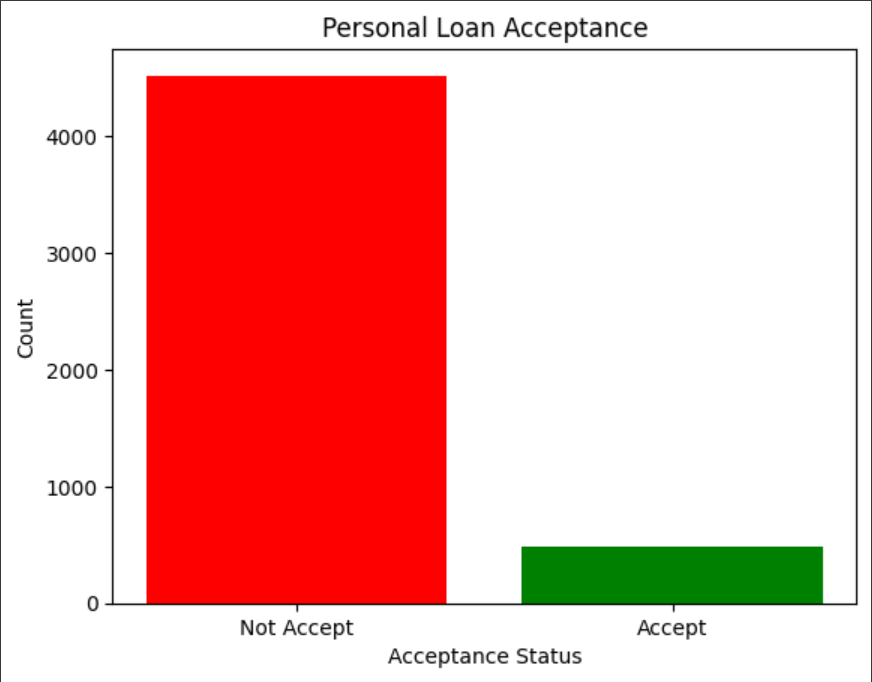 Personal Loan Acceptance
4000
3000
2000
1000
0
Count
Not Accept
Accept
Acceptance Status